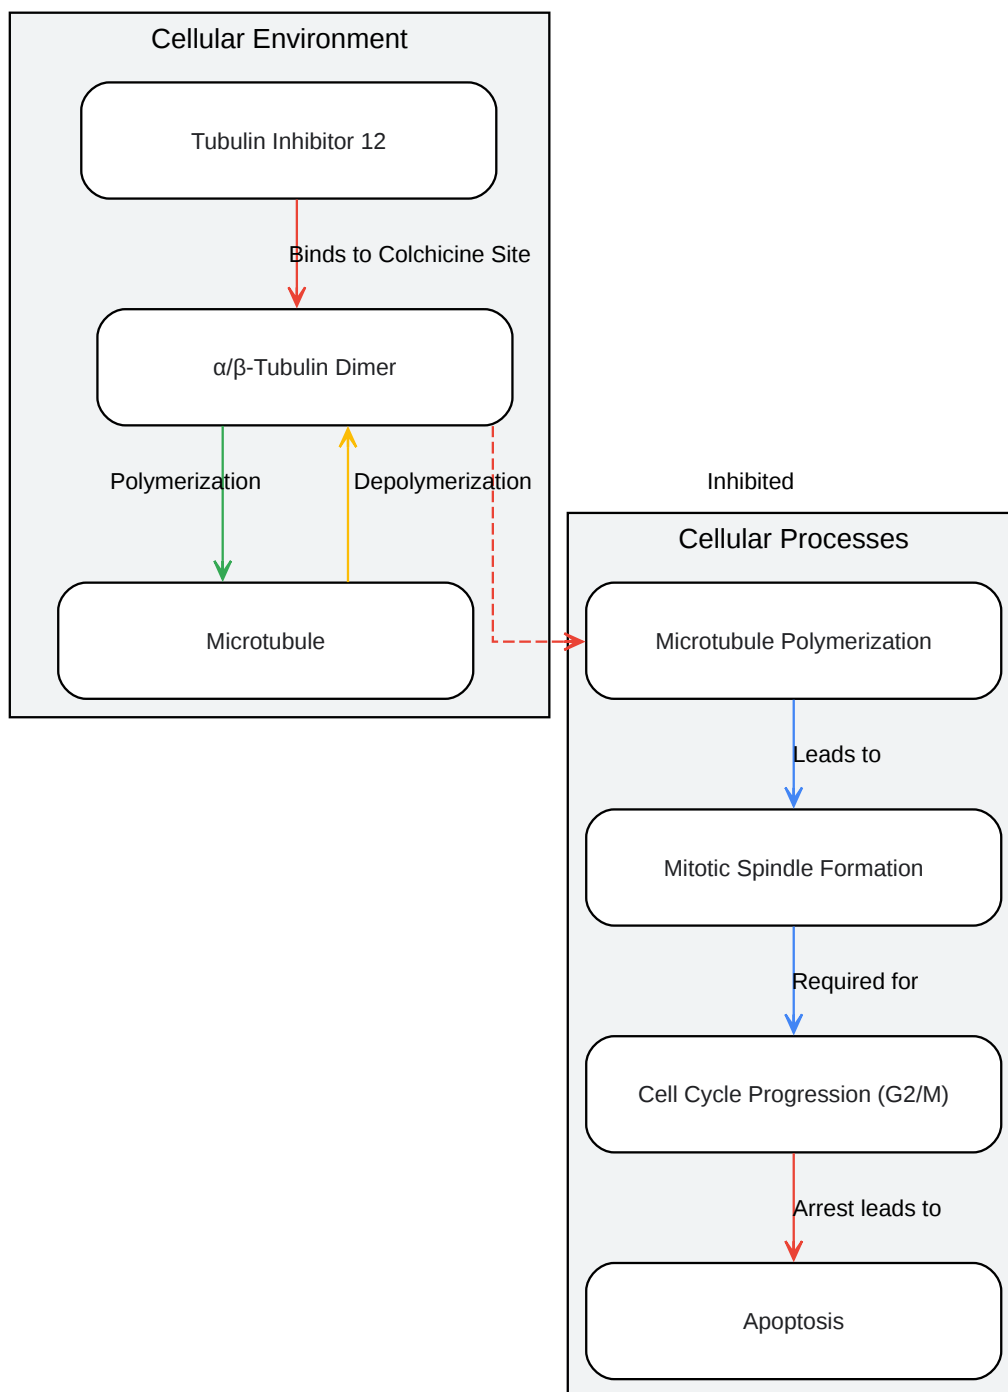 Cellular Environment
Tubulin Inhibitor 12
Binds to Colchicine Site
α/β-Tubulin Dimer
Polymerization
Depolymerization
Inhibited
Cellular Processes
Microtubule
Microtubule Polymerization
Leads to
Mitotic Spindle Formation
Required for
Cell Cycle Progression (G2/M)
Arrest leads to
Apoptosis